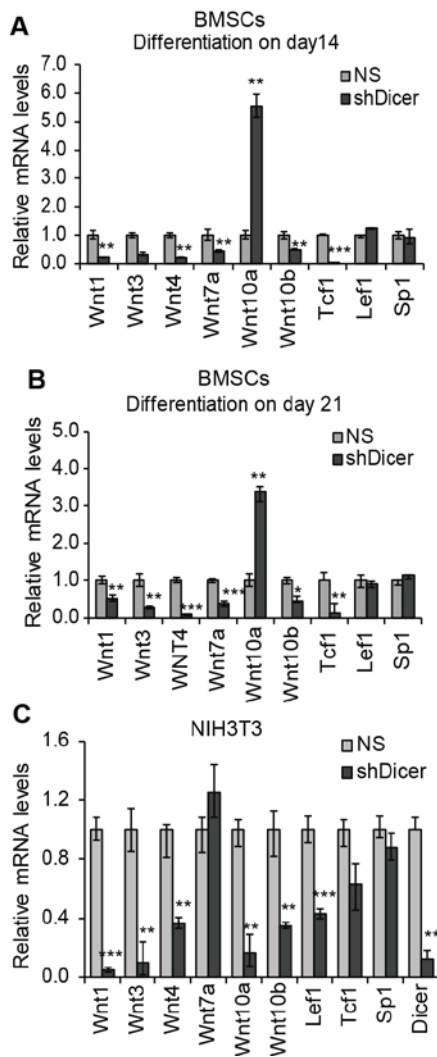 A
BMSCs
Differentiation on day14
Relative mRNA levels
7.0
6.0
5.0
4.0
3.0
2.0
1.0
0.0
NS
shDicer
** ** ** ** ** ***
Wnt1 Wnt3 Wnt4 Wnt7a Wnt10a Wnt10b Tcf1 Lef1 Sp1
B
BMSCs
Differentiation on day 21
Relative mRNA levels
5.0
4.0
3.0
2.0
1.0
0.0
NS
shDicer
** ** *** *** ** * **
Wnt1 Wnt3 WNT4 Wnt7a Wnt10a Wnt10b Tcf1 Lef1 Sp1
C
NIH3T3
Relative mRNA levels
1.6
1.2
0.8
0.4
0.0
NS
shDicer
*** ** ** ** ** *** **
Wnt1 Wnt3 Wnt4 Wnt7a Wnt10a Wnt10b Lef1 Tcf1 Sp1 Dicer